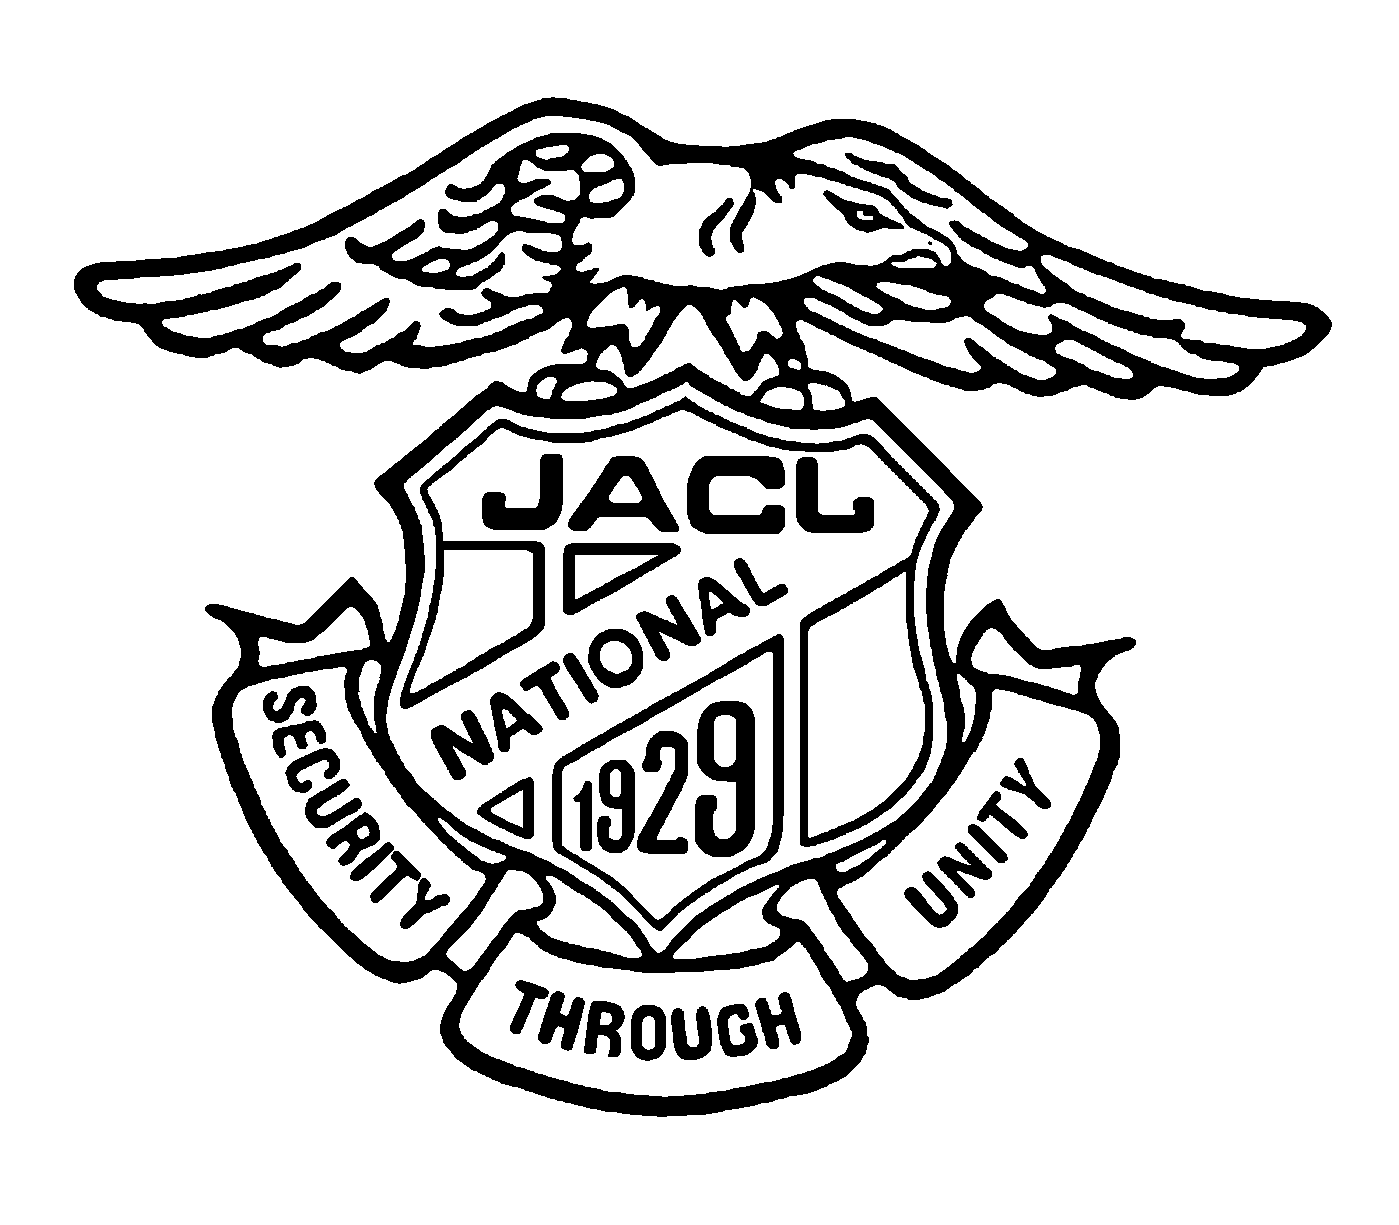 JACL
NATIONAL
1929
SECURITY
THROUGH
UNITY